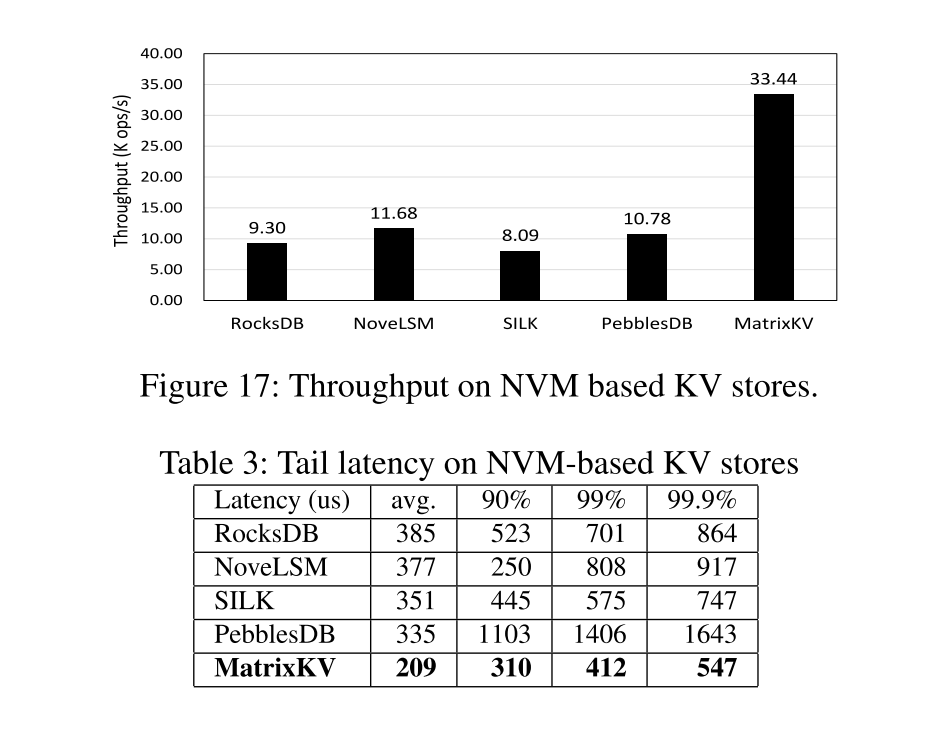 40.00
35.00
30.00
25.00
20.00
15.00
10.00
5.00
0.00
Throughput (K ops/s)
9.30
11.68
8.09
10.78
33.44
RocksDB NoveLSM SILK PebblesDB MatrixKV
Figure 17: Throughput on NVM based KV stores.
Table 3: Tail latency on NVM-based KV stores
Latency (us) avg. 90% 99% 99.9%
RocksDB 385 523 701 864
NoveLSM 377 250 808 917
SILK 351 445 575 747
PebblesDB 335 1103 1406 1643
MatrixKV 209 310 412 547